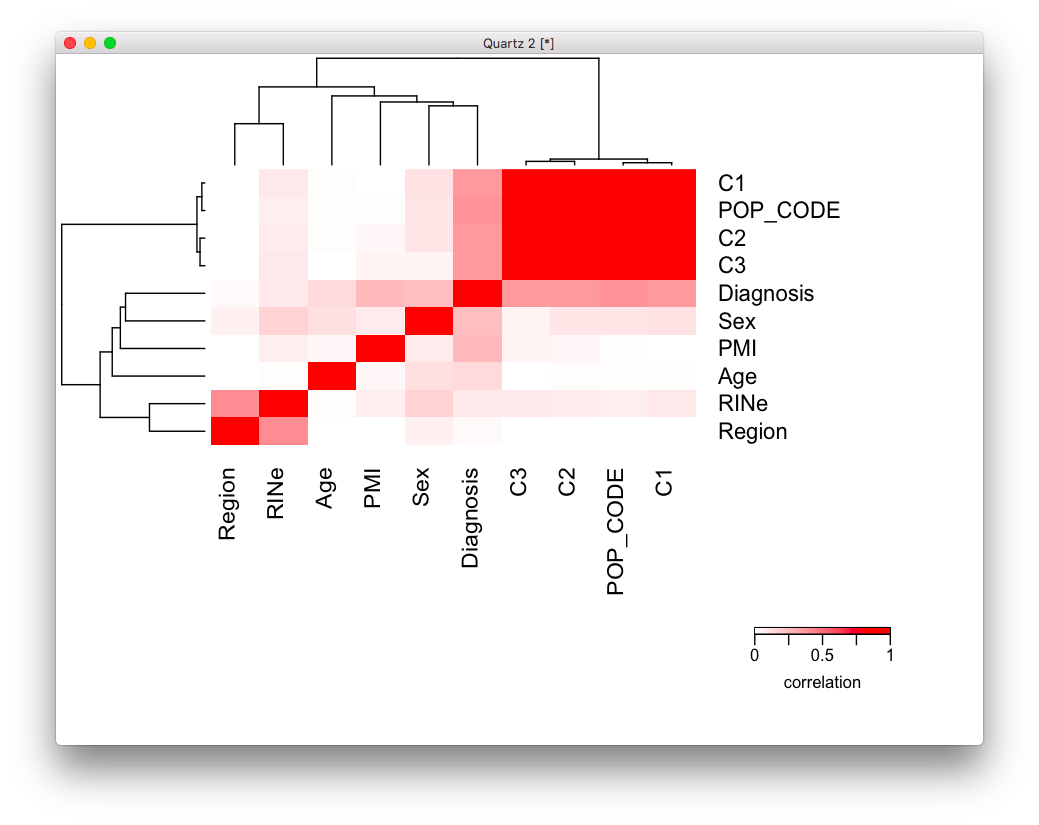 Quartz 2 [*]
C1
POP_CODE
C2
C3
Diagnosis
Sex
PMI
Age
RINe
Region
Region
RINe
Age
PMI
Sex
Diagnosis
C3
C2
POP_CODE
C1
0 0.5 1
correlation